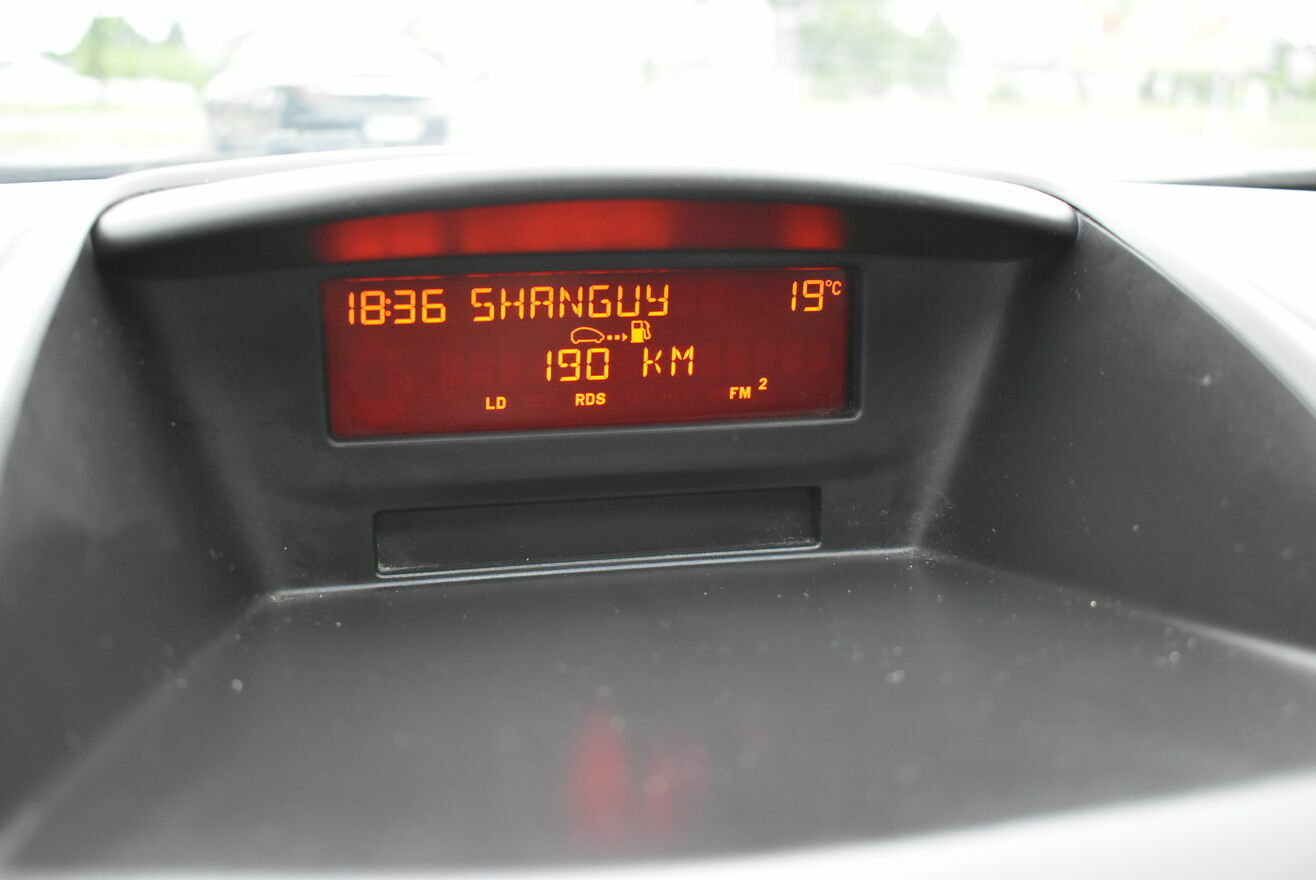 18:36 SHANGUY 19°C
190 KM
LD RDS FM 2